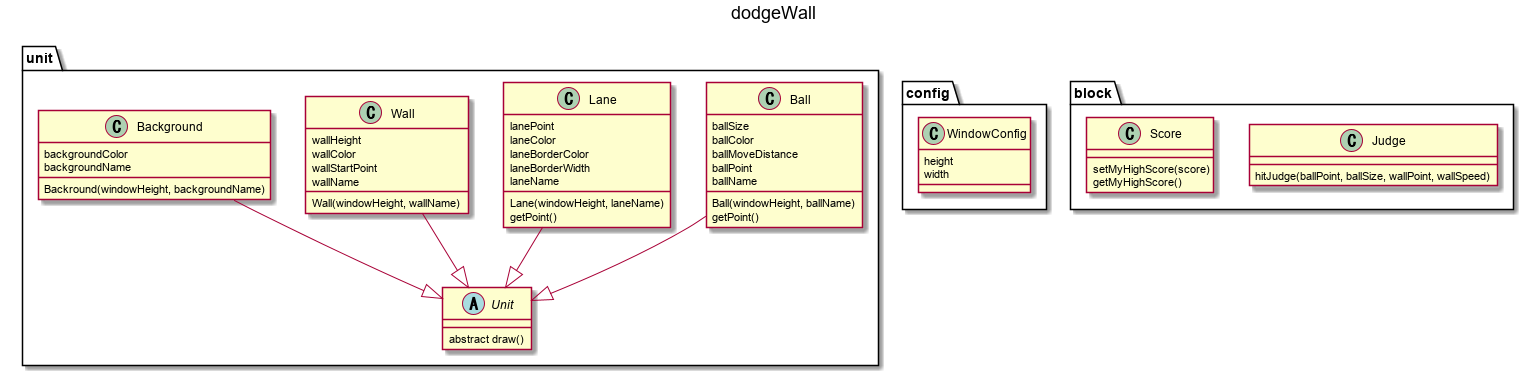 dodgeWall
unit
C Background
backgroundColor
backgroundName
Backround(windowHeight, backgroundName)
C Wall
wallHeight
wallColor
wallStartPoint
wallName
Wall(windowHeight, wallName)
C Lane
lanePoint
laneColor
laneBorderColor
laneBorderWidth
laneName
Lane(windowHeight, laneName)
getPoint()
C Ball
ballSize
ballColor
ballMoveDistance
ballPoint
ballName
Ball(windowHeight, ballName)
getPoint()
A Unit
abstract draw()
config
C WindowConfig
height
width
block
C Score
setMyHighScore(score)
getMyHighScore()
C Judge
hitJudge(ballPoint, ballSize, wallPoint, wallSpeed)